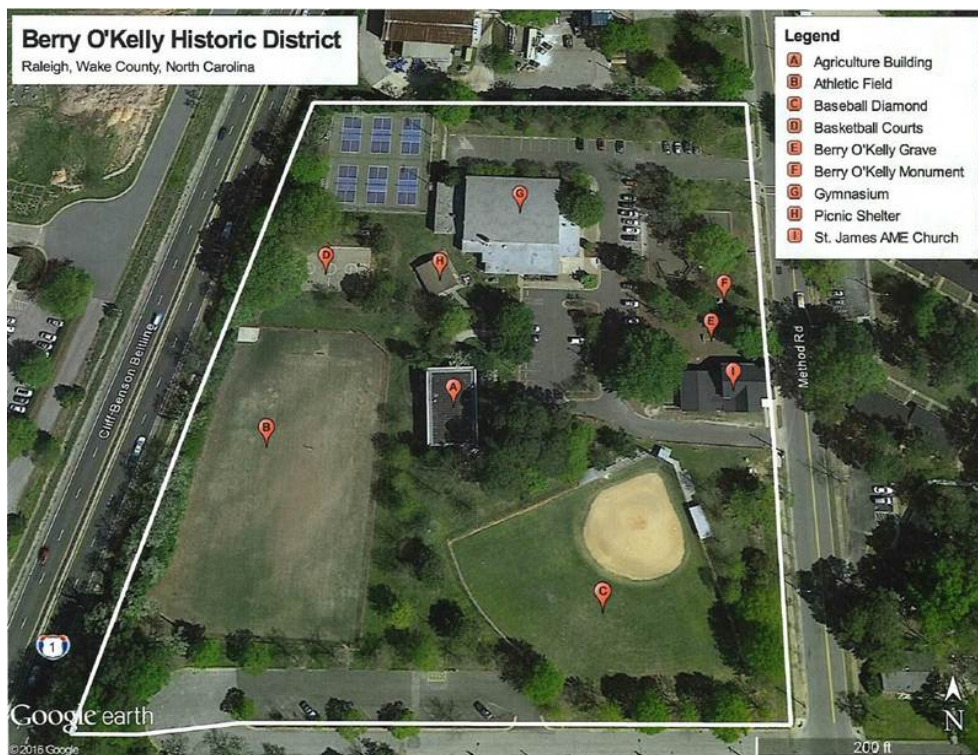 Berry O'Kelly Historic District
Raleigh, Wake County, North Carolina
Legend
A Agriculture Building
B Athletic Field
C Baseball Diamond
D Basketball Courts
E Berry O'Kelly Grave
F Berry O'Kelly Monument
G Gymnasium
H Picnic Shelter
I St. James AME Church
G
D
H
F
E
I
A
B
C
Cliff Benson Beltline
Method Rd
1
Google earth
©2016 Google
N
200 ft